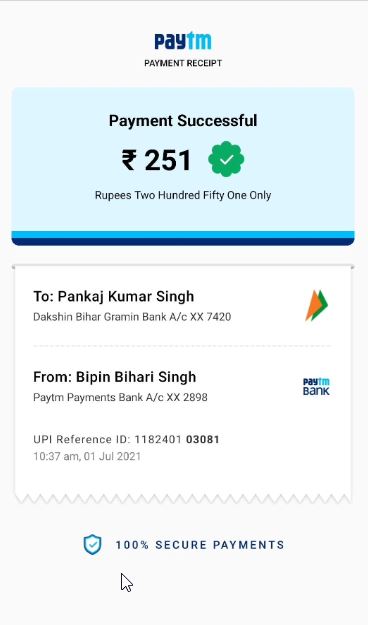 paytm
PAYMENT RECEIPT
Payment Successful
₹ 251
Rupees Two Hundred Fifty One Only
To: Pankaj Kumar Singh
Dakshin Bihar Gramin Bank A/c XX 7420
From: Bipin Bihari Singh
Paytm Payments Bank A/c XX 2898
paytm
BANK
UPI Reference ID: 1182401 03081
10:37 am, 01 Jul 2021
100% SECURE PAYMENTS